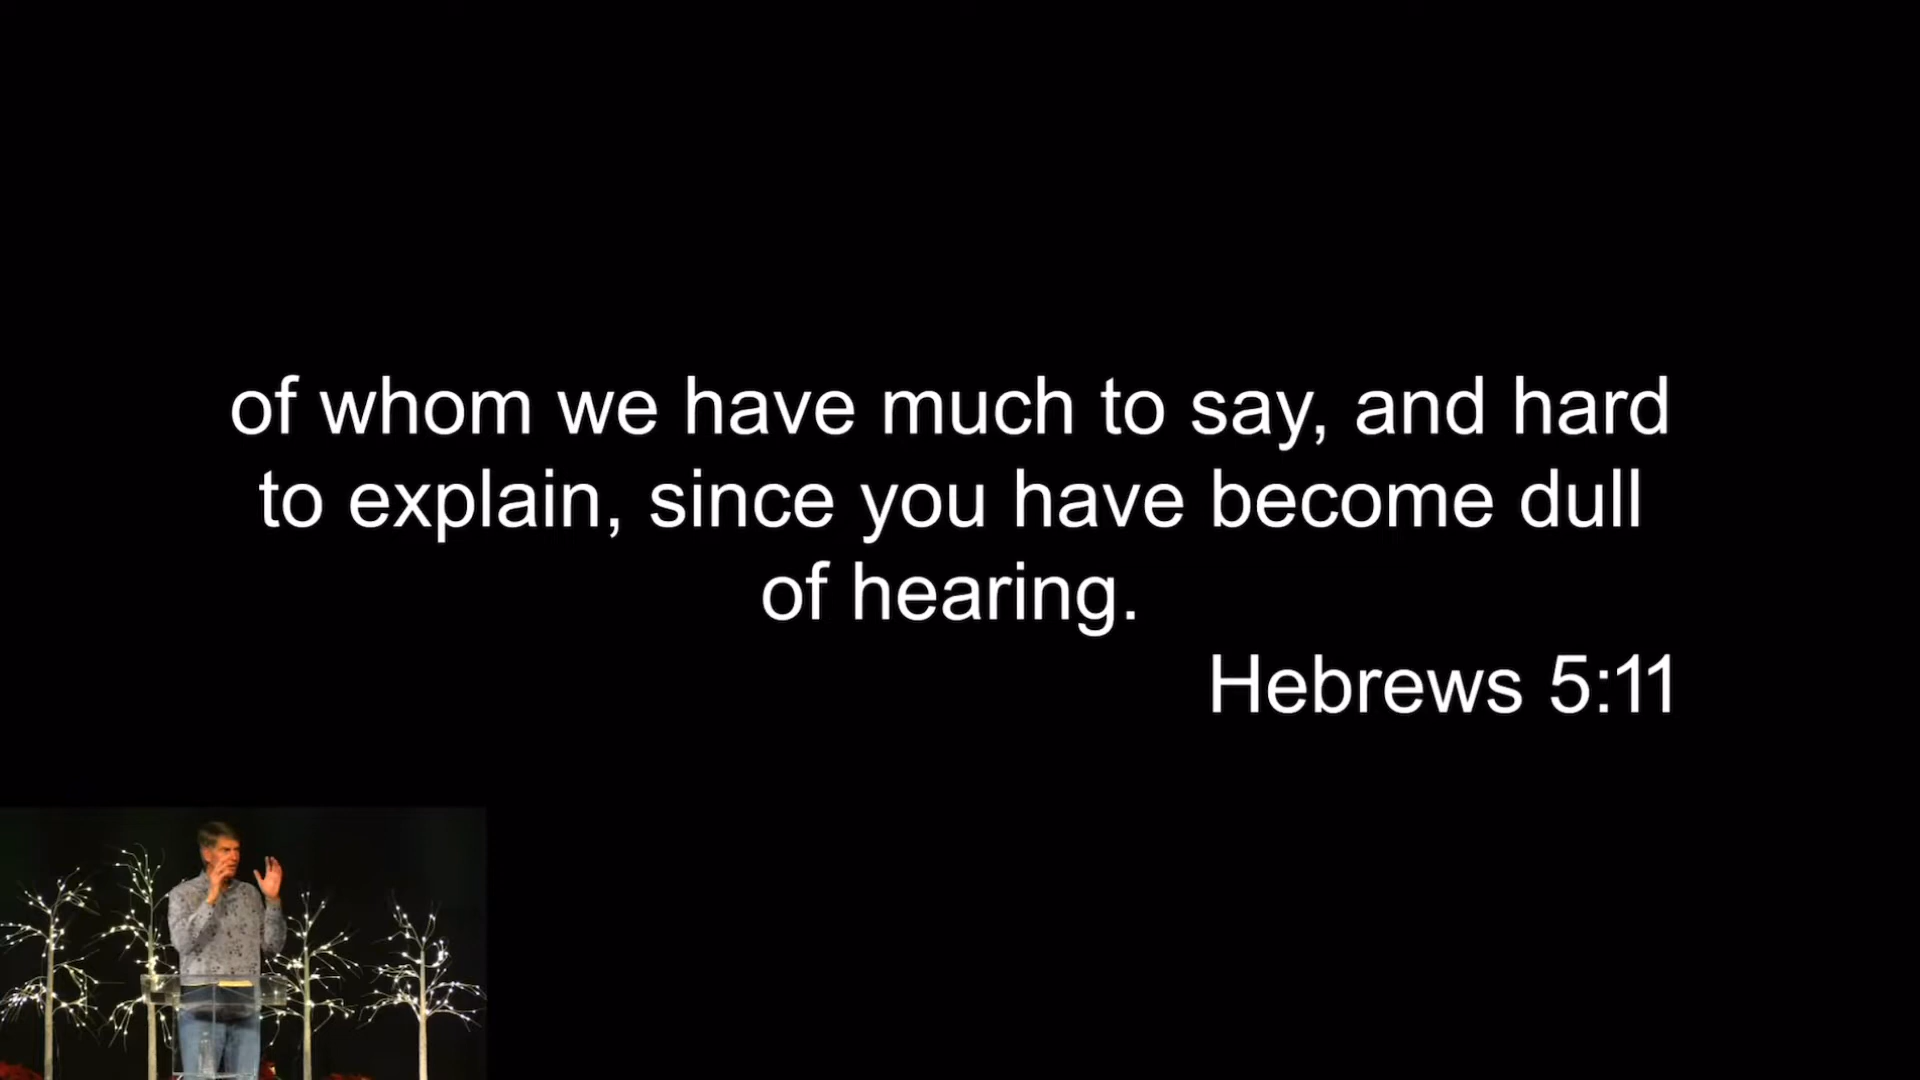 of whom we have much to say, and hard
to explain, since you have become dull
of hearing.
Hebrews 5:11